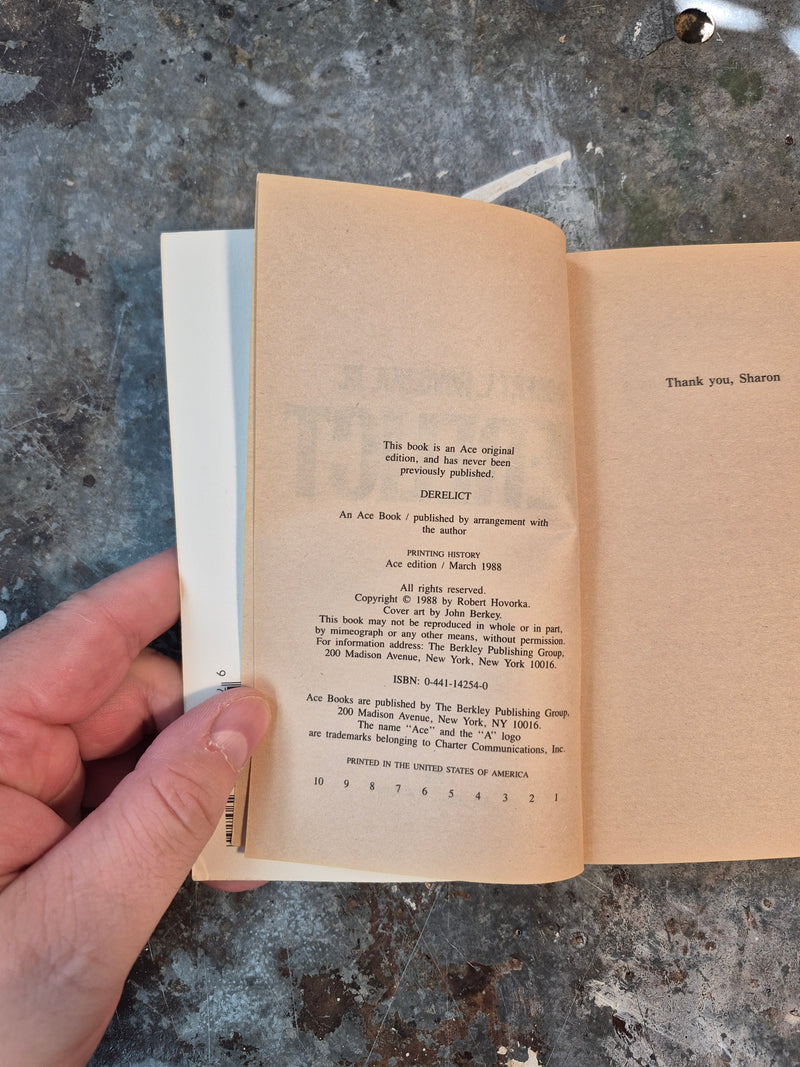 This book is an Ace original
edition, and has never been
previously published.
DERELICT
An Ace Book / published by arrangement with
the author
PRINTING HISTORY
Ace edition / March 1988
All rights reserved.
Copyright © 1988 by Robert Hovorka.
Cover art by John Berkey.
This book may not be reproduced in whole or in part,
by mimeograph or any other means, without permission.
For information address: The Berkley Publishing Group,
200 Madison Avenue, New York, New York 10016.
ISBN: 0-441-14254-0
Ace Books are published by The Berkley Publishing Group,
200 Madison Avenue, New York, NY 10016.
The name "Ace" and the "A" logo
are trademarks belonging to Charter Communications, Inc.
PRINTED IN THE UNITED STATES OF AMERICA
10 9 8 7 6 5 4 3 2 1
Thank you, Sharon